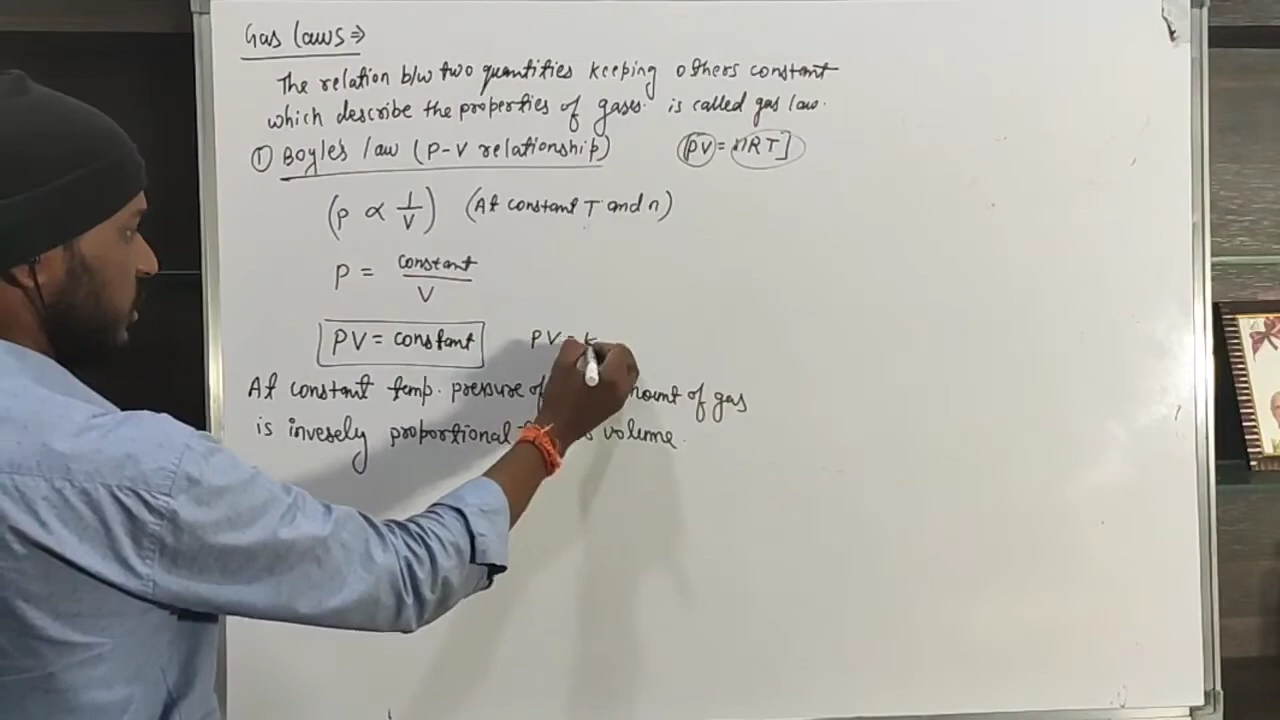 Gas laws ⇒
The relation b/w two quantities keeping others constant
which describe the properties of gases. is called gas law.
① Boyle's law (P-V relationship) [PV = nRT]
(P ∝ 1/V) (At constant T and n)
P = constant/V
PV = constant PV = k
At constant temp. pressure of of gas
is invesely proportional volume.